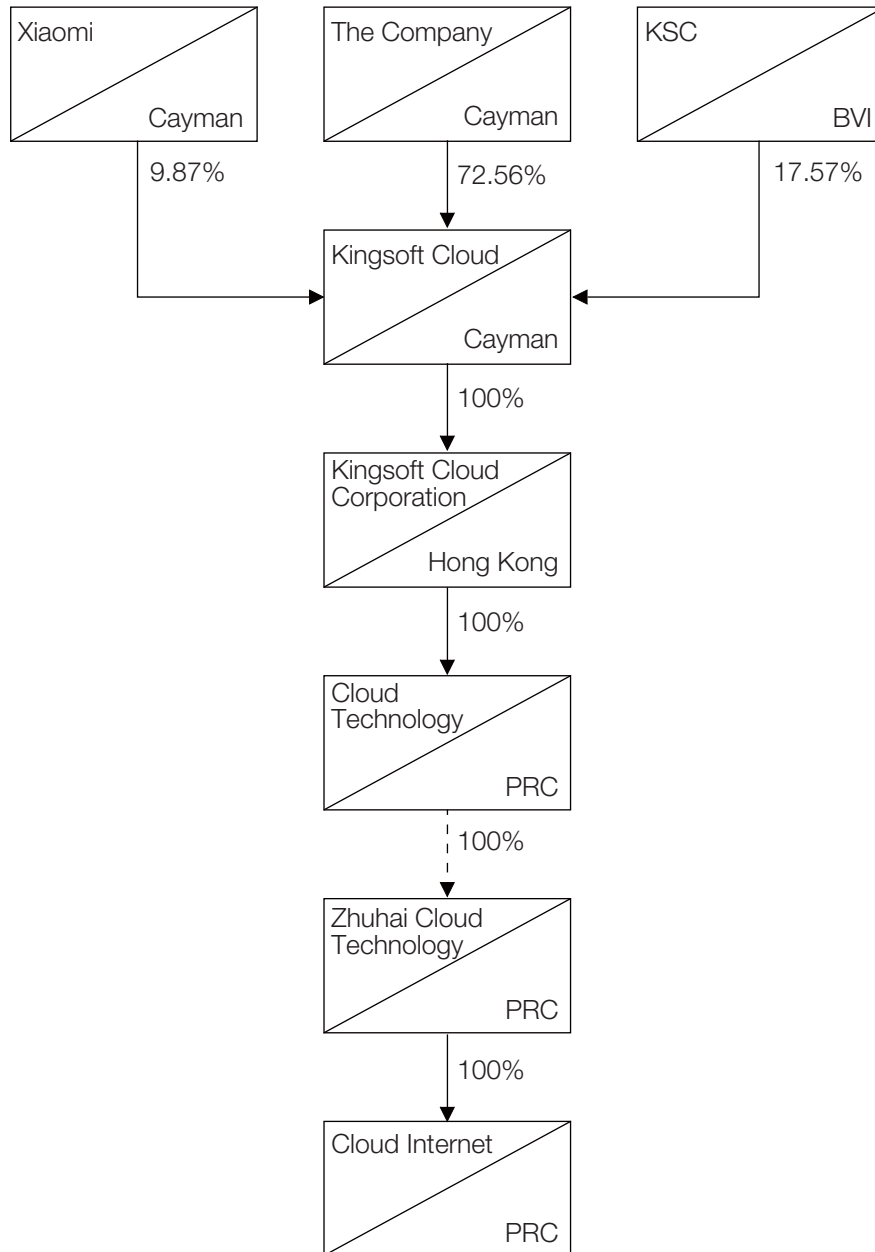 Xiaomi
Cayman
The Company
Cayman
KSC
BVI
9.87%
72.56%
17.57%
Kingsoft Cloud
Cayman
100%
Kingsoft Cloud
Corporation
Hong Kong
100%
Cloud
Technology
PRC
100%
Zhuhai Cloud
Technology
PRC
100%
Cloud Internet
PRC